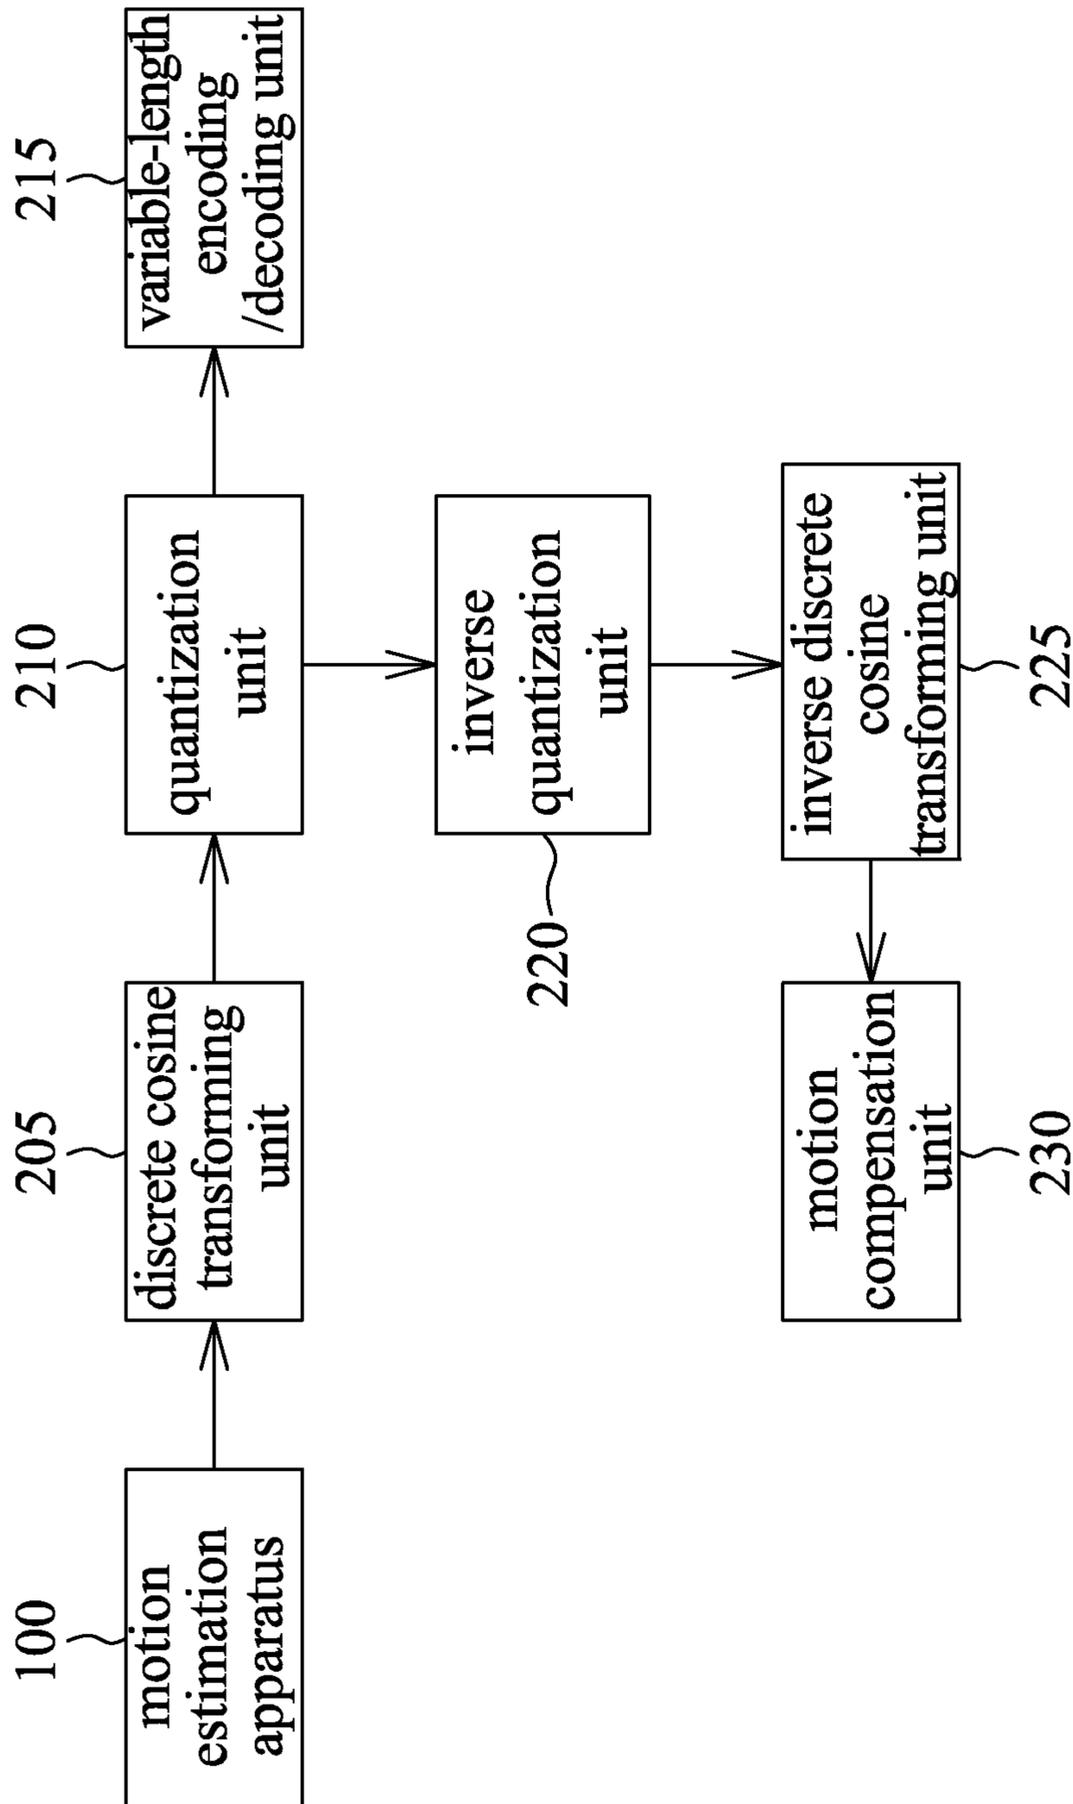 100
motion
estimation
apparatus
205
discrete cosine
transforming
unit
210
quantization
unit
215
variable-length
encoding
/decoding unit
220
inverse
quantization
unit
motion
compensation
unit
230
inverse discrete
cosine
transforming unit
225